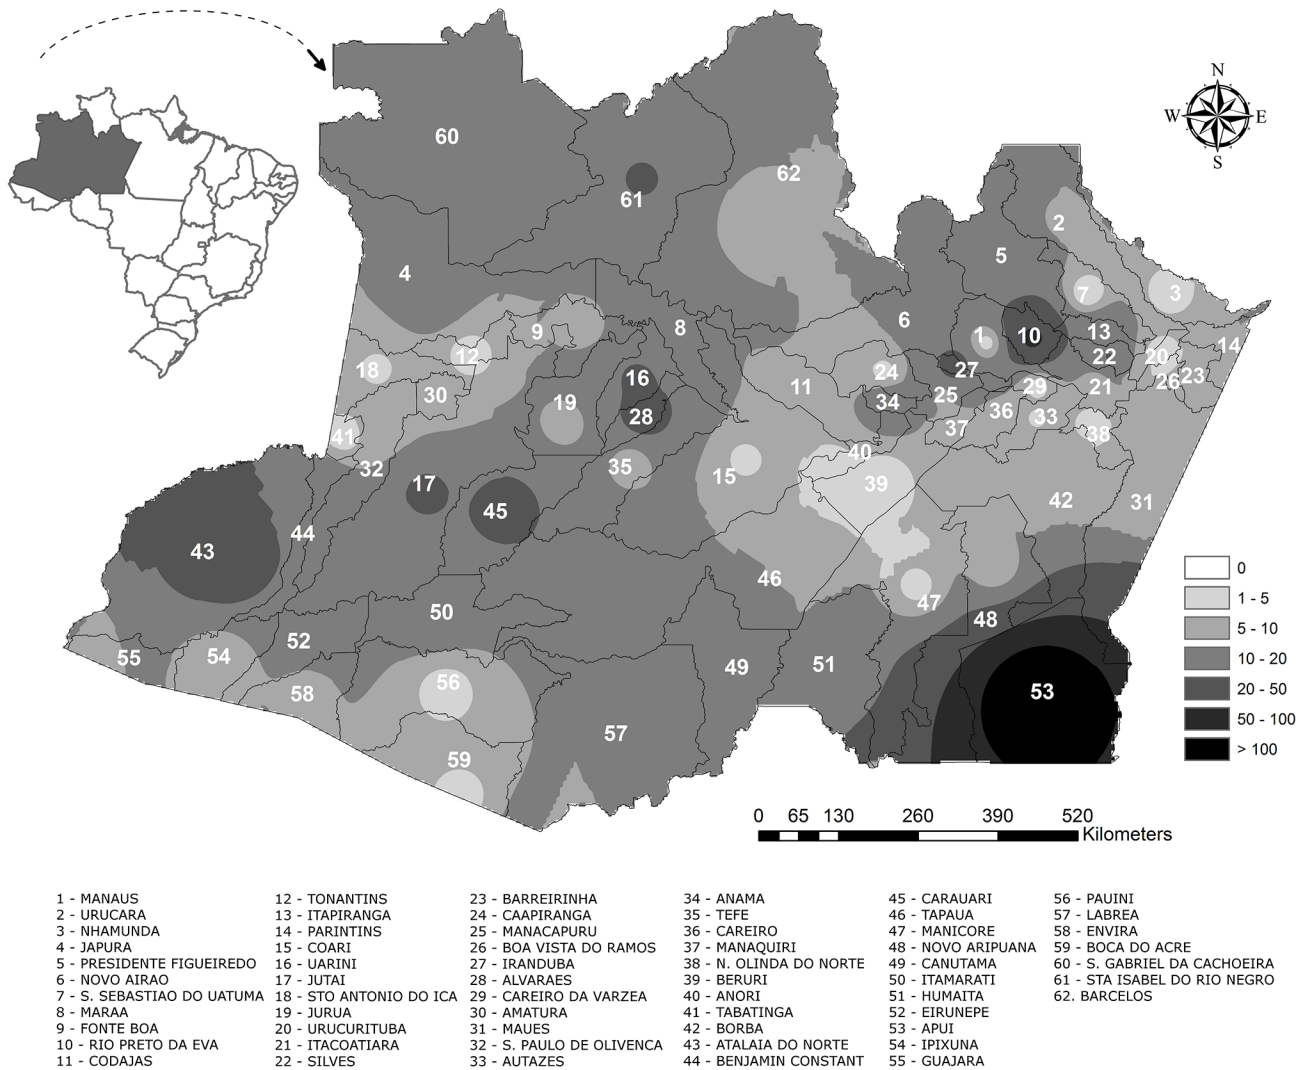 N
W E
S
60
62
61
2
5
4
7 3
6
8
9
1 10 13
14
12
22 20
18
24 27
16
11
23
26
29 21
30
25
19
34
36
28
33
37
38
41
40
32
35
15
17
39
42 31
45
43
44
46
47
50
48
52
55 54
49 51
56
53
58
57
59
0
1 - 5
5 - 10
10 - 20
20 - 50
50 - 100
> 100
0 65 130 260 390 520
Kilometers
1 - MANAUS
2 - URUCARA
3 - NHAMUNDA
4 - JAPURA
5 - PRESIDENTE FIGUEIREDO
6 - NOVO AIRAO
7 - S. SEBASTIAO DO UATUMA
8 - MARAA
9 - FONTE BOA
10 - RIO PRETO DA EVA
11 - CODAJAS
12 - TONANTINS
13 - ITAPIRANGA
14 - PARINTINS
15 - COARI
16 - UARINI
17 - JUTAI
18 - STO ANTONIO DO ICA
19 - JURUA
20 - URUCURITUBA
21 - ITACOATIARA
22 - SILVES
23 - BARREIRINHA
24 - CAAPIRANGA
25 - MANACAPURU
26 - BOA VISTA DO RAMOS
27 - IRANDUBA
28 - ALVARAES
29 - CAREIRO DA VARZEA
30 - AMATURA
31 - MAUES
32 - S. PAULO DE OLIVENCA
33 - AUTAZES
34 - ANAMA
35 - TEFE
36 - CAREIRO
37 - MANAQUIRI
38 - N. OLINDA DO NORTE
39 - BERURI
40 - ANORI
41 - TABATINGA
42 - BORBA
43 - ATALAIA DO NORTE
44 - BENJAMIN CONSTANT
45 - CARAUARI
46 - TAPAUA
47 - MANICORE
48 - NOVO ARIPUANA
49 - CANUTAMA
50 - ITAMARATI
51 - HUMAITA
52 - EIRUNEPE
53 - APUI
54 - IPIXUNA
55 - GUAJARA
56 - PAUINI
57 - LABREA
58 - ENVIRA
59 - BOCA DO ACRE
60 - S. GABRIEL DA CACHOEIRA
61 - STA ISABEL DO RIO NEGRO
62. BARCELOS